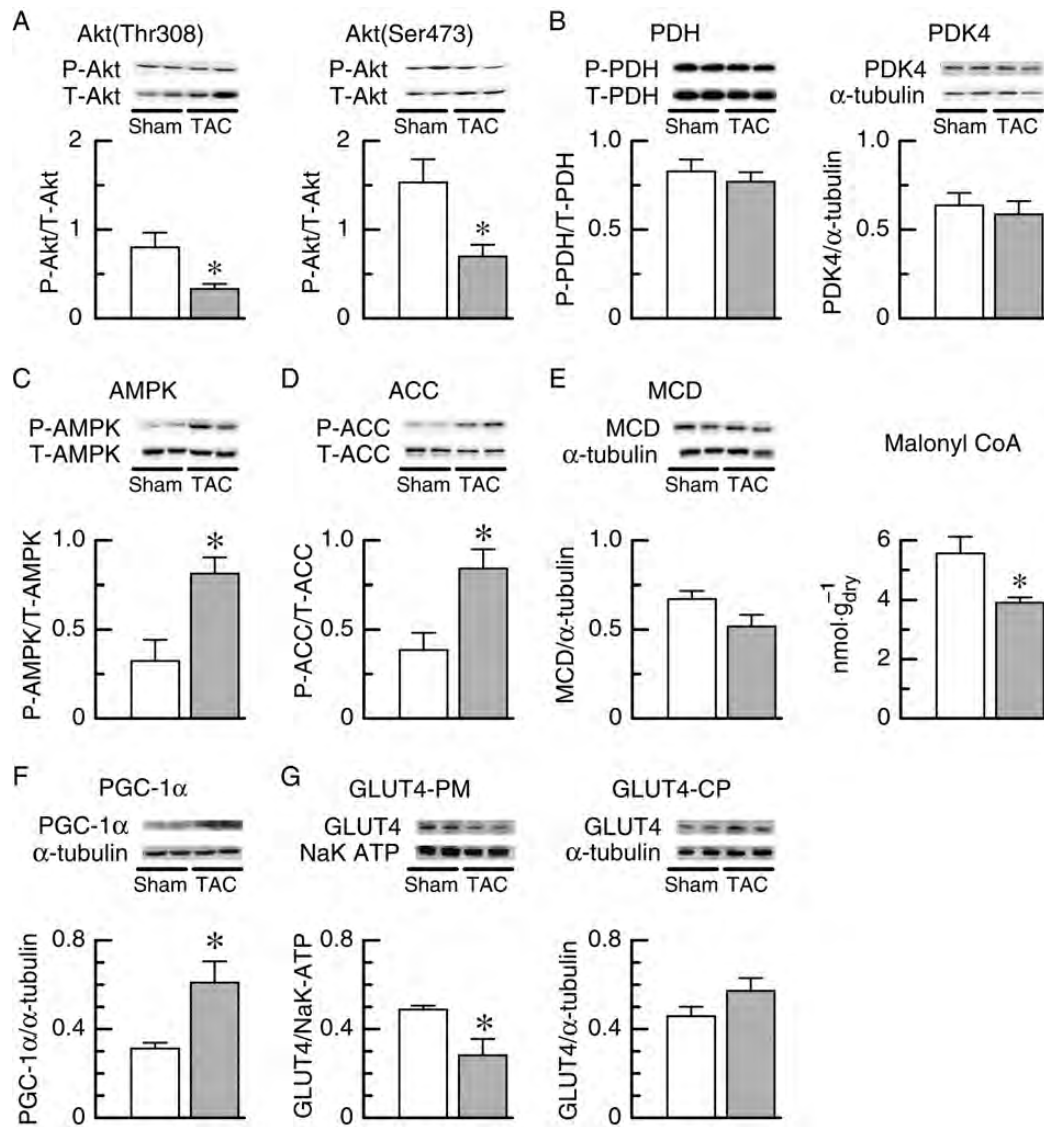 A
Akt(Thr308)
P-Akt
T-Akt
Sham TAC
P-Akt/T-Akt
2
1
0
*
Akt(Ser473)
P-Akt
T-Akt
Sham TAC
P-Akt/T-Akt
2
1
0
*
B
PDH
P-PDH
T-PDH
Sham TAC
P-PDH/T-PDH
1.0
0.5
0
PDK4
PDK4
α-tubulin
Sham TAC
PDK4/α-tubulin
1.0
0.5
0
C
AMPK
P-AMPK
T-AMPK
Sham TAC
P-AMPK/T-AMPK
1.0
0.5
0
*
D
ACC
P-ACC
T-ACC
Sham TAC
P-ACC/T-ACC
1.0
0.5
0
*
E
MCD
MCD
α-tubulin
Sham TAC
MCD/α-tubulin
1.0
0.5
0
Malonyl CoA
nmol·g⁻¹dry
6
4
2
0
*
F
PGC-1α
PGC-1α
α-tubulin
Sham TAC
PGC-1α/α-tubulin
0.8
0.4
0
*
G
GLUT4-PM
GLUT4
NaK ATP
Sham TAC
GLUT4/NaK-ATP
0.8
0.4
0
*
GLUT4-CP
GLUT4
α-tubulin
Sham TAC
GLUT4/α-tubulin
0.8
0.4
0